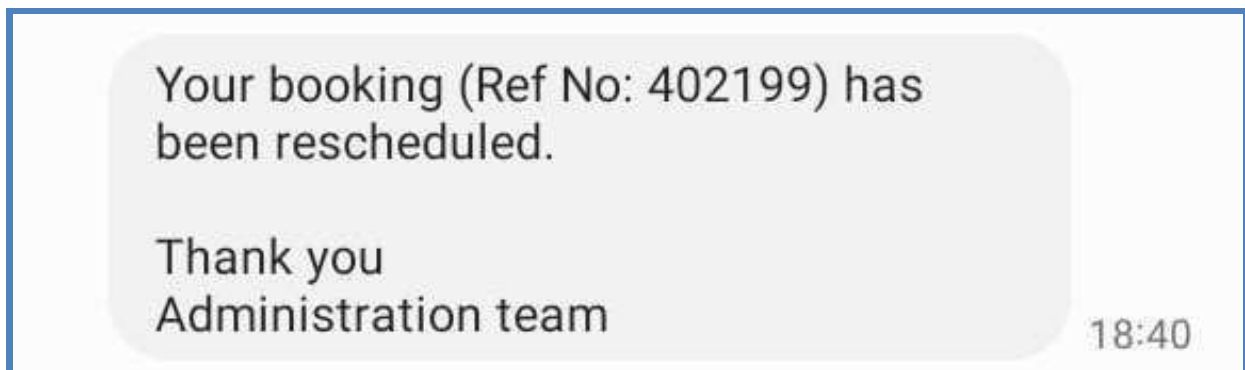 Your booking (Ref No: 402199) has
been rescheduled.
Thank you
Administration team
18:40